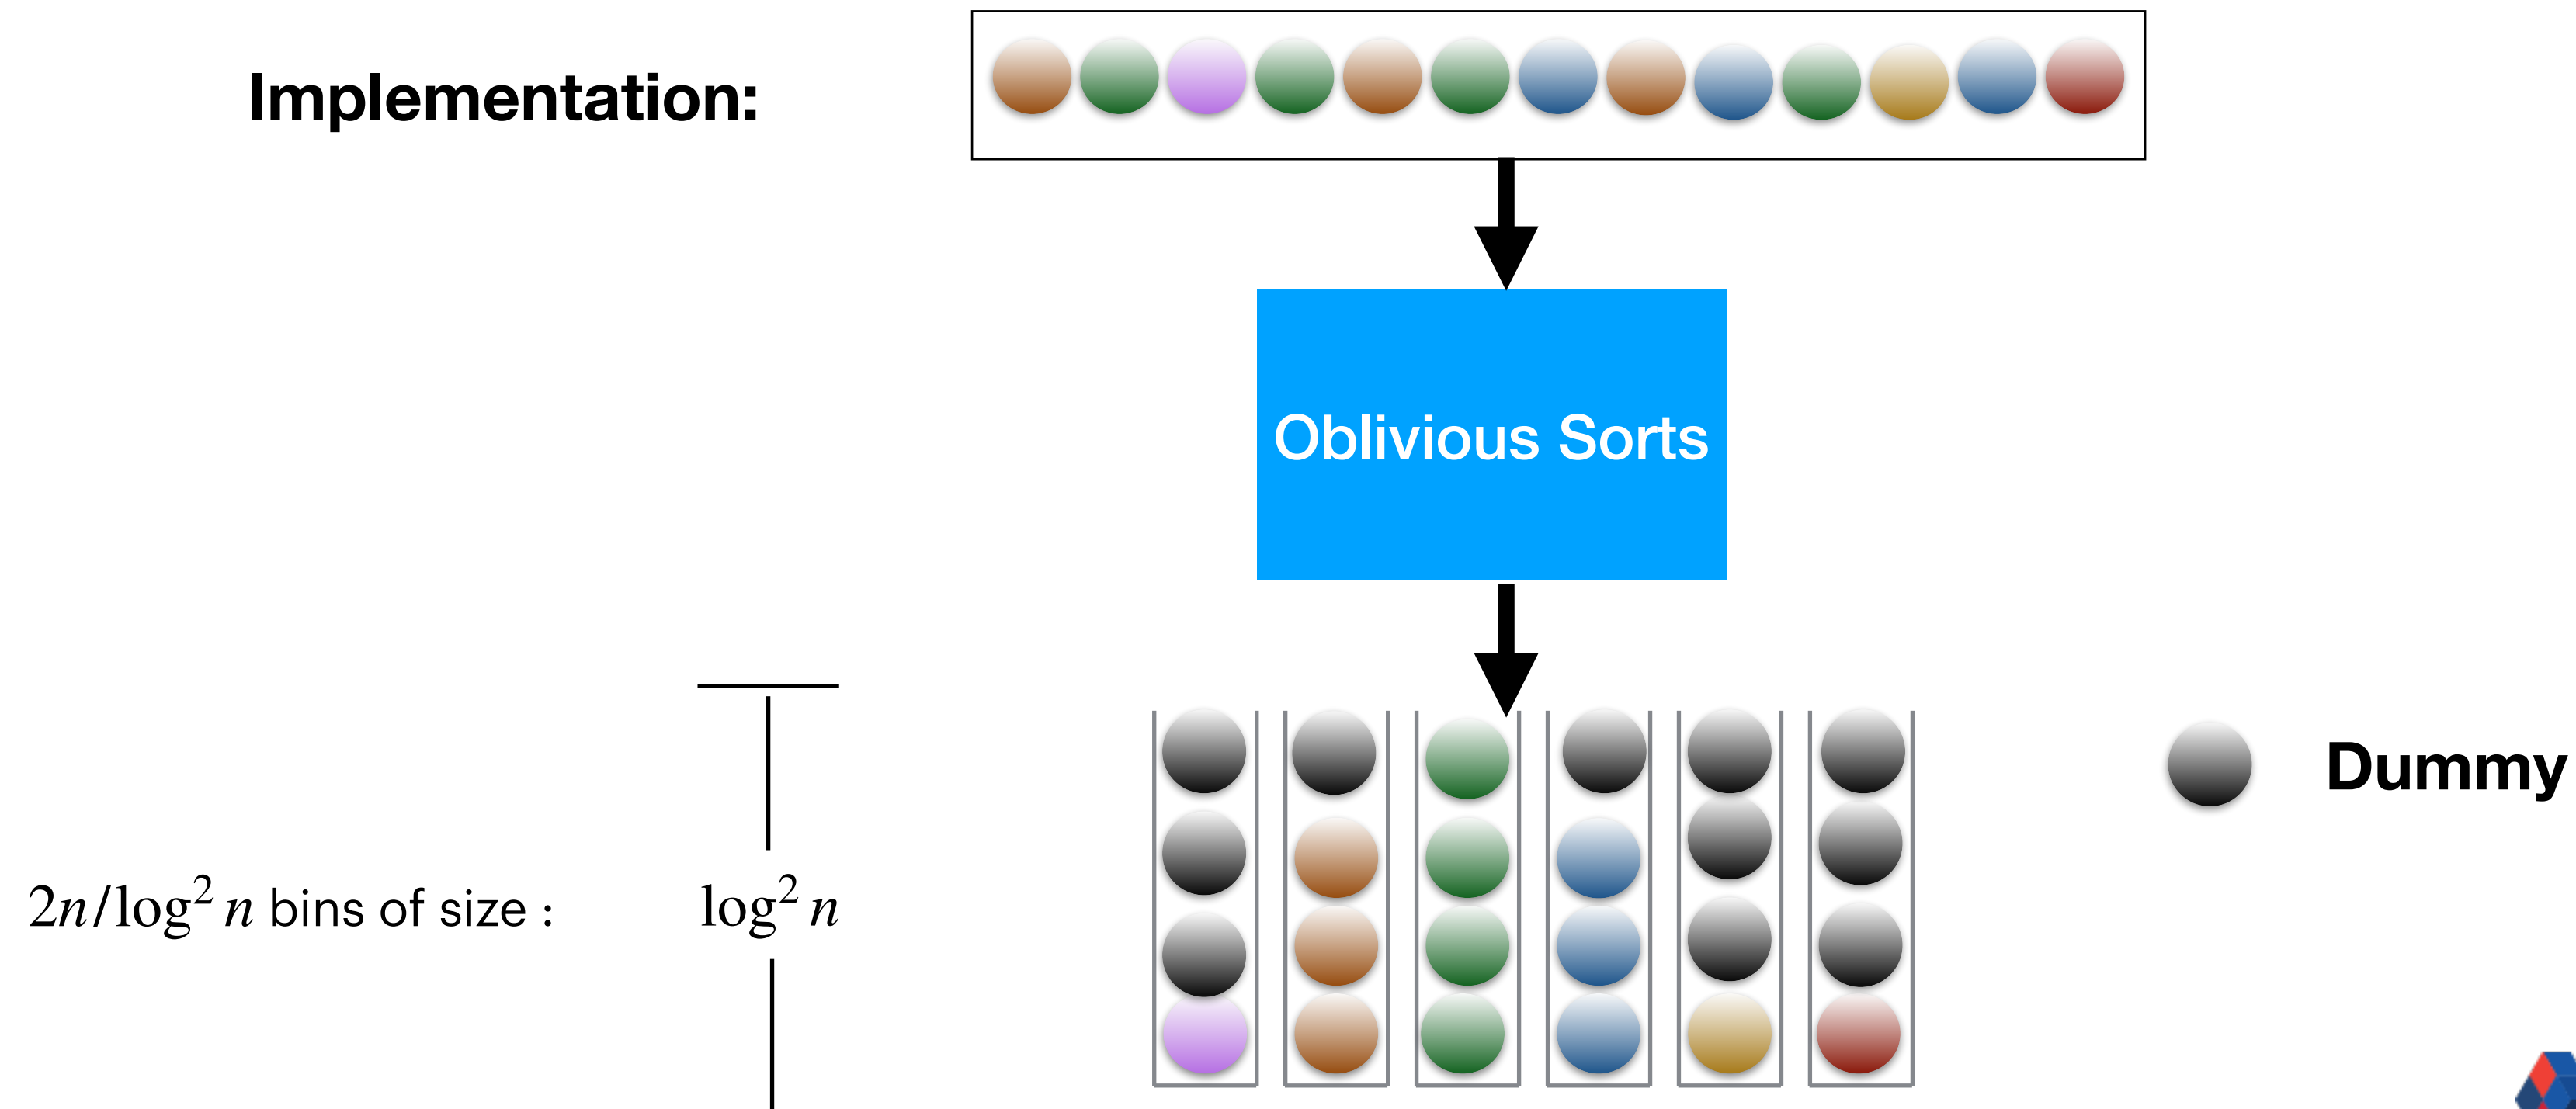 Implementation:
Oblivious Sorts
Dummy
2n/log² n bins of size :
log² n